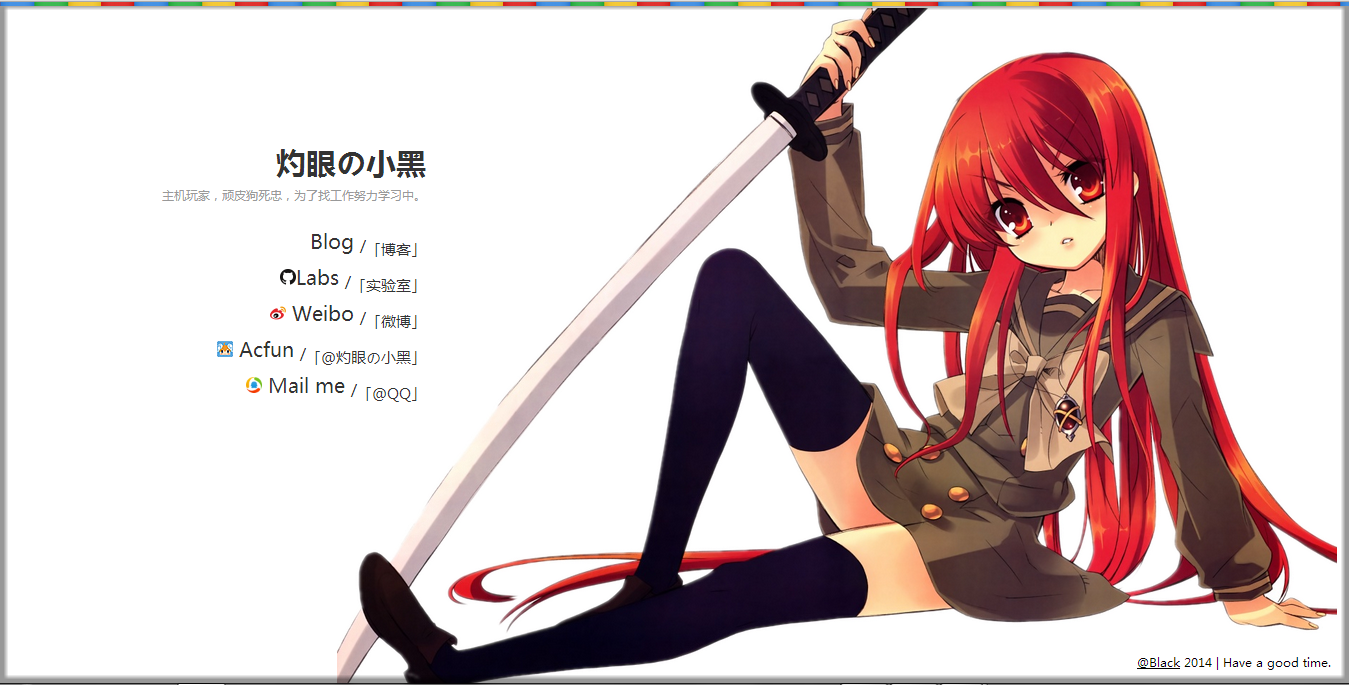 灼眼の小黑
主机玩家，顽皮狗死忠，为了找工作努力学习中。
Blog /「博客」
Labs /「实验室」
Weibo /「微博」
Acfun /「@灼眼の小黑」
Mail me /「@QQ」
@Black 2014 | Have a good time.